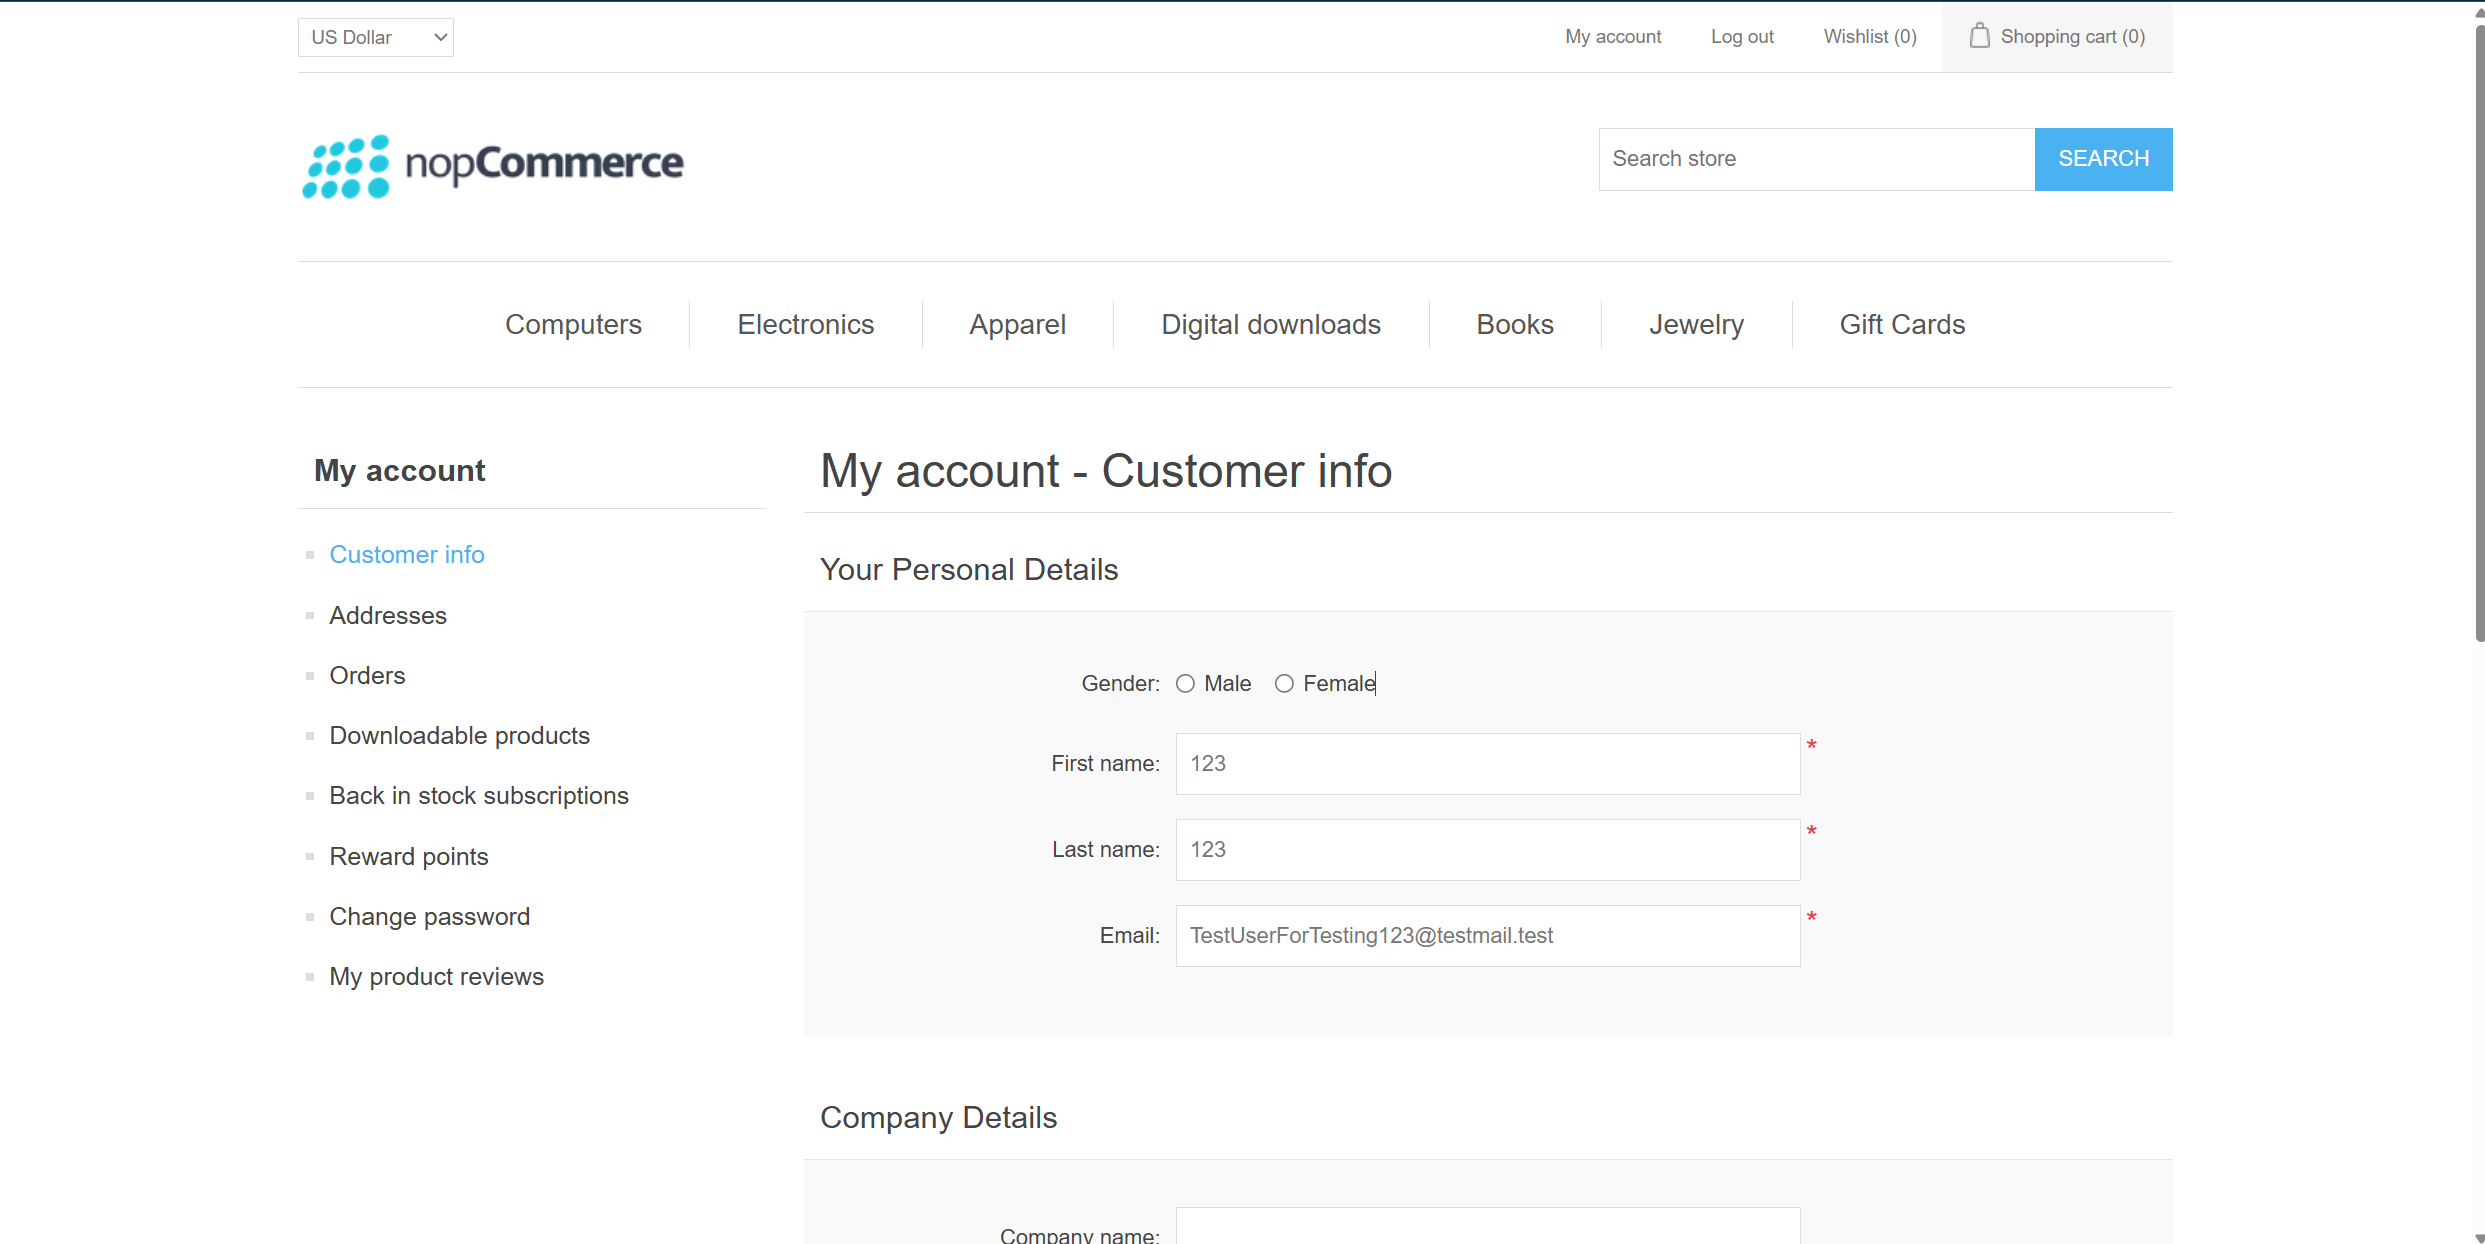 US Dollar
My account
Log out
Wishlist (0)
Shopping cart (0)
nopCommerce
Search store
SEARCH
Computers
Electronics
Apparel
Digital downloads
Books
Jewelry
Gift Cards
My account
Customer info
Addresses
Orders
Downloadable products
Back in stock subscriptions
Reward points
Change password
My product reviews
My account - Customer info
Your Personal Details
Gender: Male Female
First name: 123 *
Last name: 123 *
Email: TestUserForTesting123@testmail.test *
Company Details
Company name: